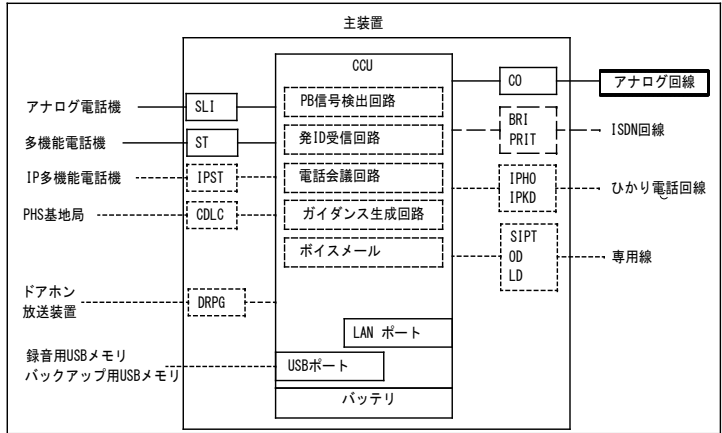 主装置
CCU
アナログ電話機
SLI
PB信号検出回路
CO
アナログ回線
多機能電話機
ST
発ID受信回路
BRI
PRIT
ISDN回線
IP多機能電話機
IPST
電話会議回路
IPHO
IPKD
ひかり電話回線
PHS基地局
CDLC
ガイダンス生成回路
ボイスメール
SIPT
OD
LD
専用線
ドアホン
放送装置
DRPG
LAN ポート
録音用USBメモリ
バックアップ用USBメモリ
USBポート
バッテリ